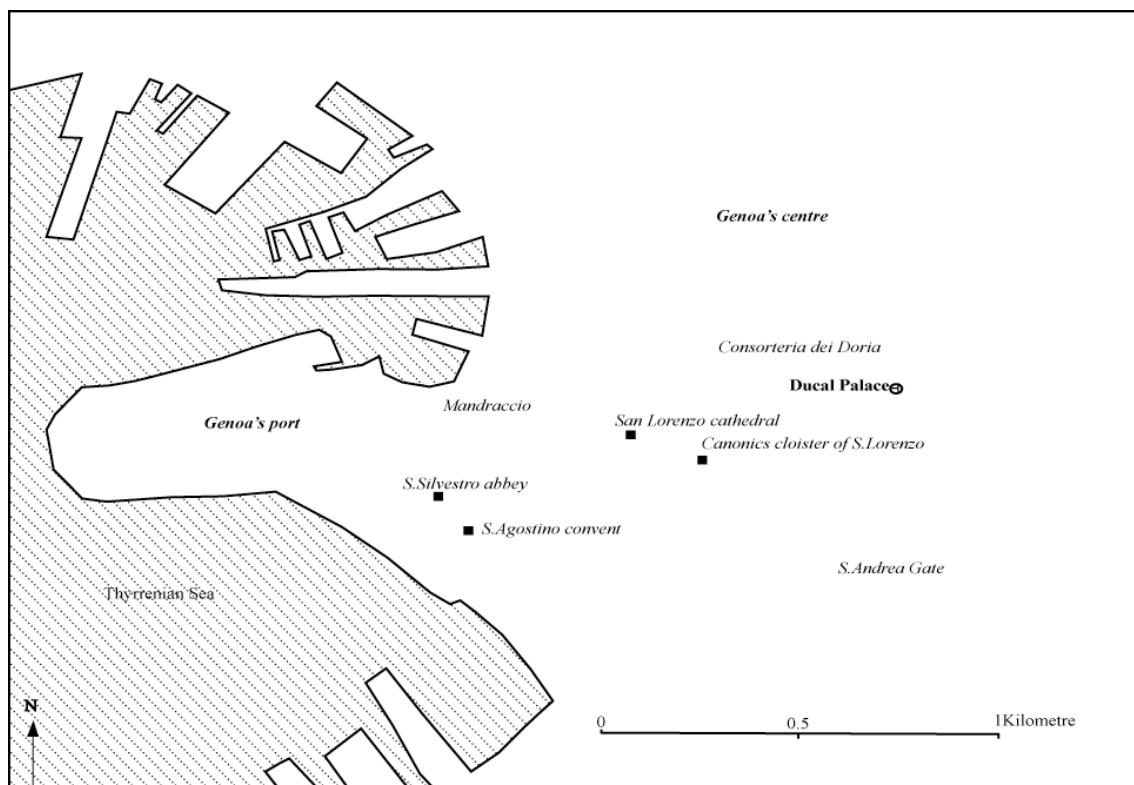 Genoa's centre
Consorteria dei Doria
Ducal Palace
Mandraccio
San Lorenzo cathedral
Genoa's port
Canonics cloister of S.Lorenzo
S.Silvestro abbey
S.Agostino convent
S.Andrea Gate
Thyrrenian Sea
N
0
0.5
1Kilometre